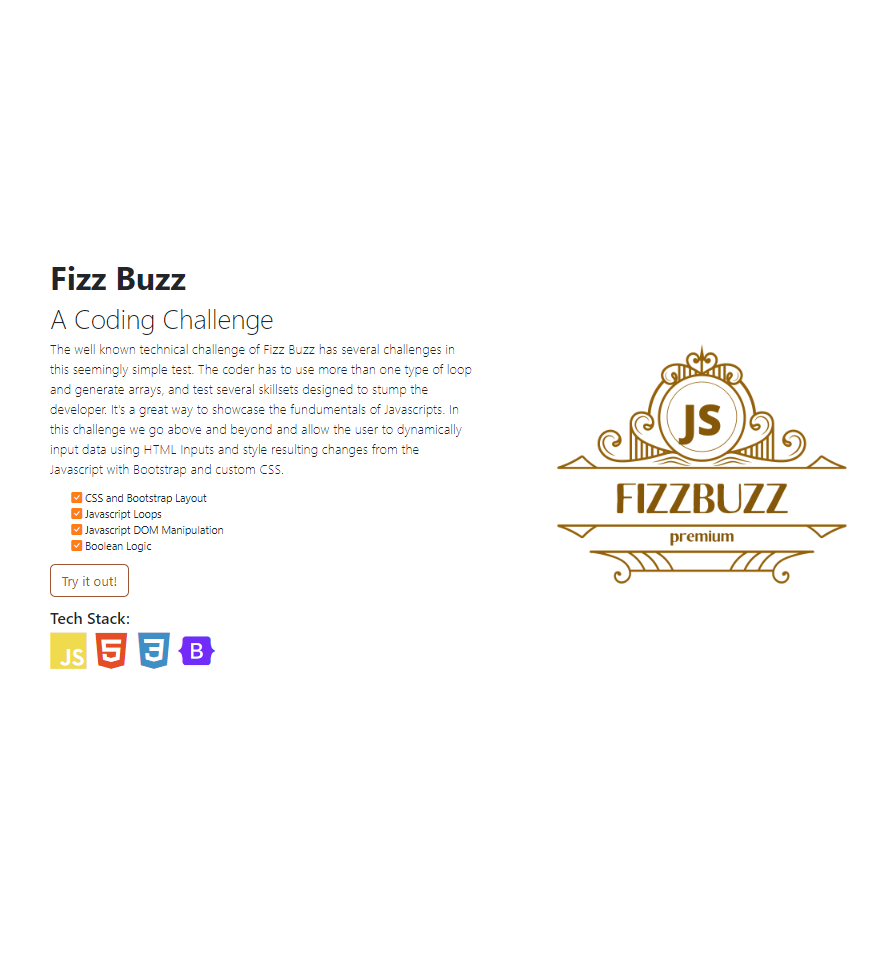 Fizz Buzz
A Coding Challenge
The well known technical challenge of Fizz Buzz has several challenges in
this seemingly simple test. The coder has to use more than one type of loop
and generate arrays, and test several skillsets designed to stump the
developer. It's a great way to showcase the fundumentals of Javascripts. In
this challenge we go above and beyond and allow the user to dynamically
input data using HTML Inputs and style resulting changes from the
Javascript with Bootstrap and custom CSS.
CSS and Bootstrap Layout
Javascript Loops
Javascript DOM Manipulation
Boolean Logic
Try it out!
Tech Stack:
JS 5 3 B
JS
FIZZBUZZ
premium